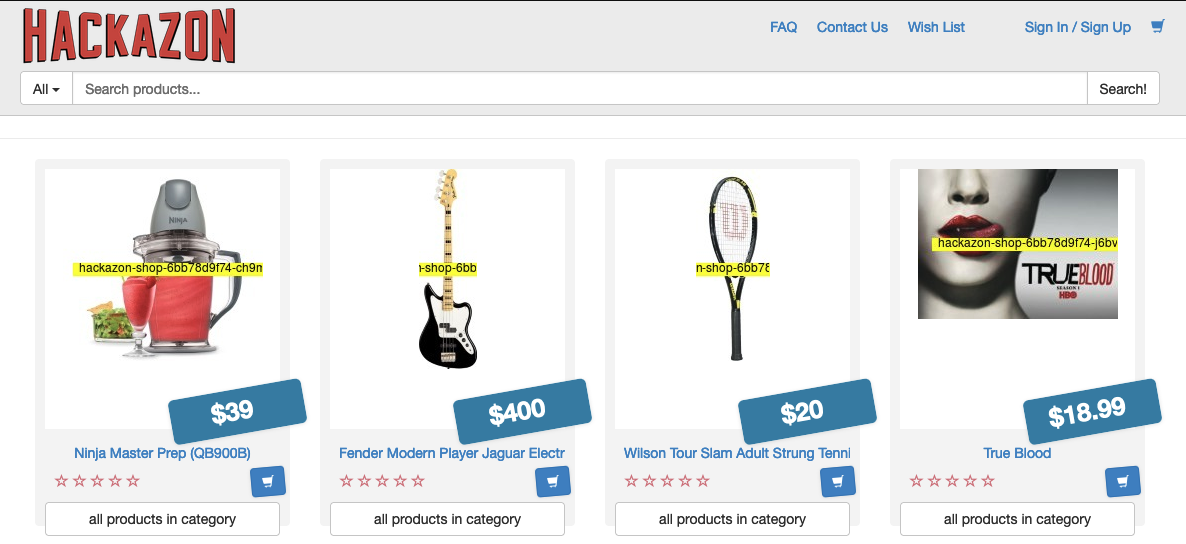 HACKAZON
FAQ Contact Us Wish List Sign In / Sign Up
All Search products... Search!
NINJA
hackazon-shop-6bb78d9f74-ch9m
-shop-6bb
n-shop-6bb78
hackazon-shop-6bb78d9f74-j6bv
TRUEBLOOD
SEASON 1
HBO
$39 $400 $20 $18.99
Ninja Master Prep (QB900B) Fender Modern Player Jaguar Electr Wilson Tour Slam Adult Strung Tenni True Blood
all products in category all products in category all products in category all products in category